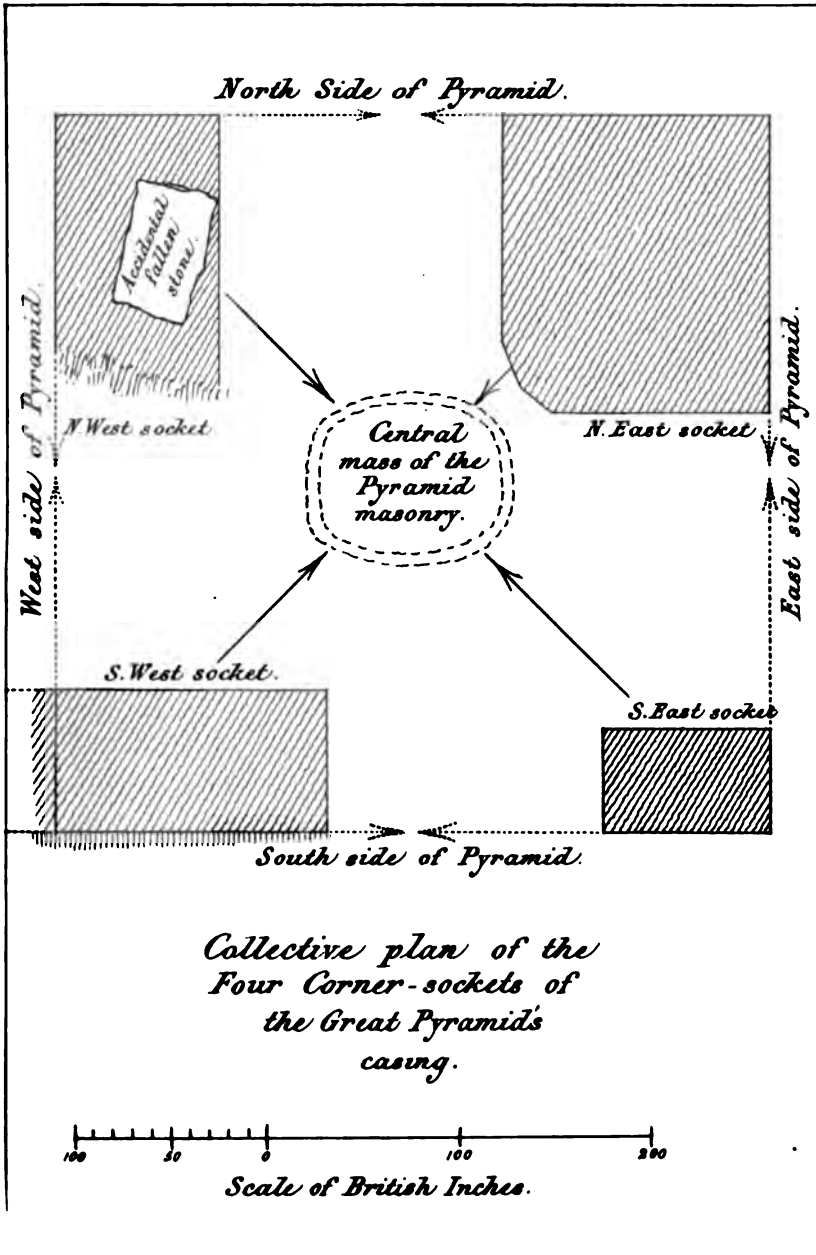 North Side of Pyramid.
Accidental
fallen
stone.
West side of Pyramid.
East side of Pyramid.
N.West socket
N.East socket
Central
mass of the
Pyramid
masonry.
S.West socket.
S.East socket
South side of Pyramid.
Collective plan of the
Four Corner-sockets of
the Great Pyramid's
casing.
100 50 0 100 200
Scale of British Inches.